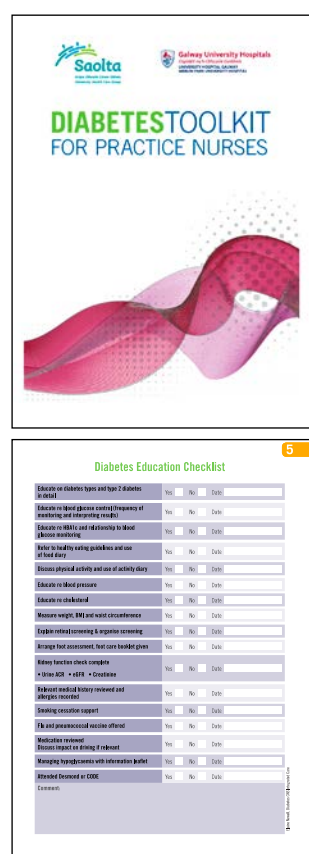 Saolta
Galway University Hospitals
UNIVERSITY HOSPITAL GALWAY
MERLIN PARK UNIVERSITY HOSPITAL
DIABETESTOOLKIT
FOR PRACTICE NURSES
5
Diabetes Education Checklist
Educate on diabetes types and type 2 diabetes
in detail
Yes No Date
Educate re blood glucose control (frequency of
monitoring and interpreting results)
Yes No Date
Educate re HBA1c and relationship to blood
glucose monitoring
Yes No Date
Refer to healthy eating guidelines and use
of food diary
Yes No Date
Discuss physical activity and use of activity diary
Yes No Date
Educate re blood pressure
Yes No Date
Educate re cholesterol
Yes No Date
Measure weight, BMI and waist circumference
Yes No Date
Explain retinal screening & organise screening
Yes No Date
Arrange foot assessment, foot care booklet given
Yes No Date
Kidney function check complete
• Urine ACR • eGFR • Creatinine
Yes No Date
Relevant medical history reviewed and
allergies recorded
Yes No Date
Smoking cessation support
Yes No Date
Flu and pneumococcal vaccine offered
Yes No Date
Medication reviewed
Discuss impact on driving if relevant
Yes No Date
Managing hypoglycaemia with information leaflet
Yes No Date
Attended Desmond or CODE
Yes No Date
Comment: